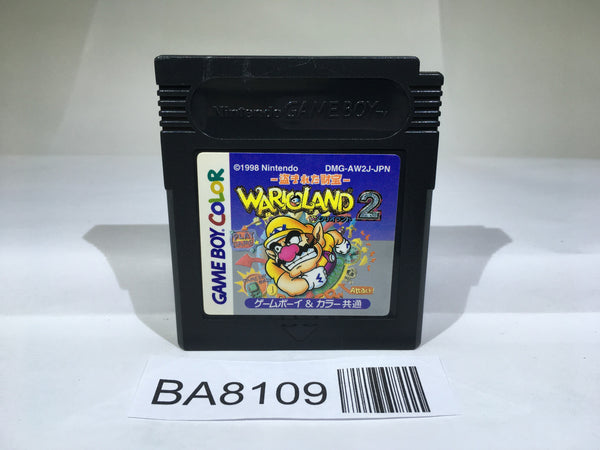 Nintendo GAME BOY
©1998 Nintendo DMG-AW2J-JPN
GAME BOY COLOR
-盗まれた財宝-
WARIOLAND 2
ゲームボーイ & カラー共通
BA8109